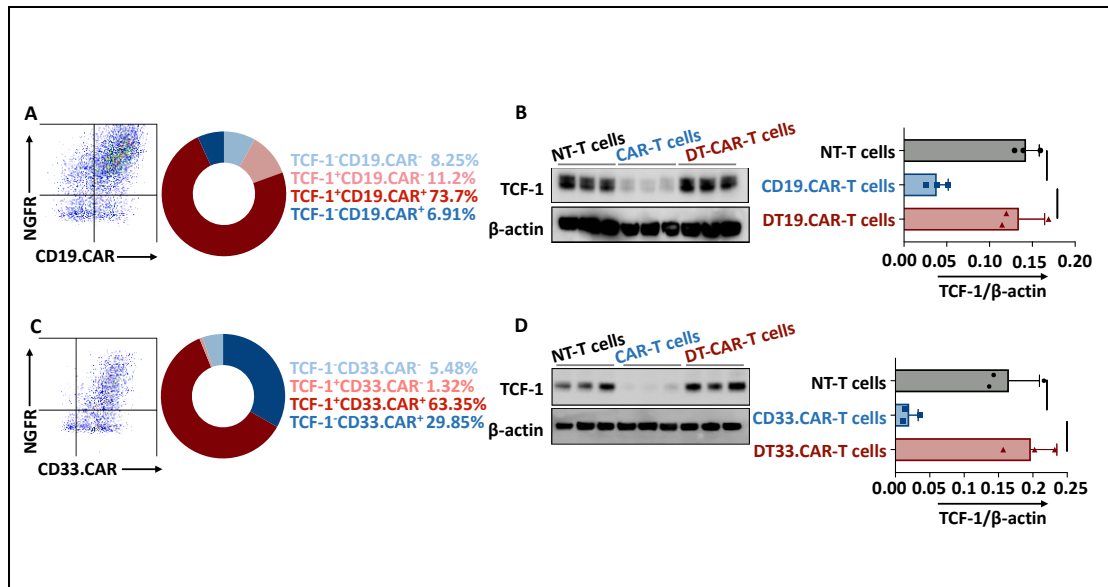 A
NGFR
CD19.CAR
TCF-1⁻CD19.CAR⁻ 8.25%
TCF-1⁺CD19.CAR⁻ 11.2%
TCF-1⁺CD19.CAR⁺ 73.7%
TCF-1⁻CD19.CAR⁺ 6.91%
B
NT-T cells
CAR-T cells
DT-CAR-T cells
TCF-1
β-actin
NT-T cells
CD19.CAR-T cells
DT19.CAR-T cells
0.00 0.05 0.10 0.15 0.20
TCF-1/β-actin
C
NGFR
CD33.CAR
TCF-1⁻CD33.CAR⁻ 5.48%
TCF-1⁺CD33.CAR⁻ 1.32%
TCF-1⁺CD33.CAR⁺ 63.35%
TCF-1⁻CD33.CAR⁺ 29.85%
D
NT-T cells
CAR-T cells
DT-CAR-T cells
TCF-1
β-actin
NT-T cells
CD33.CAR-T cells
DT33.CAR-T cells
0.00 0.05 0.1 0.15 0.2 0.25
TCF-1/β-actin